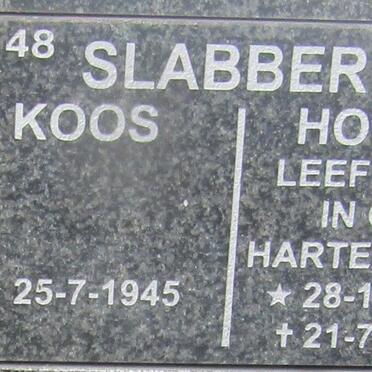 48 SLABBER
KOOS
25-7-1945
HO
LEEF
IN
HARTE
★ 28-1
✝ 21-7